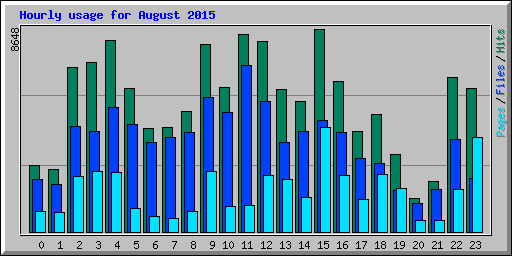 Hourly usage for August 2015
8648
Pages/Files/Hits
0 1 2 3 4 5 6 7 8 9 10 11 12 13 14 15 16 17 18 19 20 21 22 23